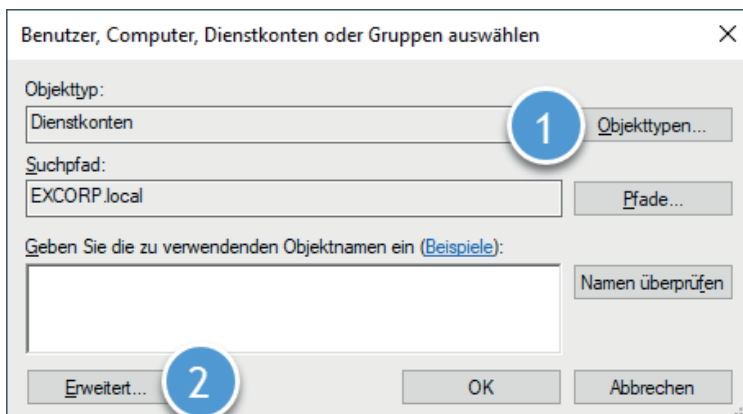 Benutzer, Computer, Dienstkonten oder Gruppen auswählen
Objekttyp:
Dienstkonten
1
Objekttypen...
Suchpfad:
EXCORP.local
Pfade...
Geben Sie die zu verwendenden Objektnamen ein (Beispiele):
Namen überprüfen
Erweitert...
2
OK
Abbrechen